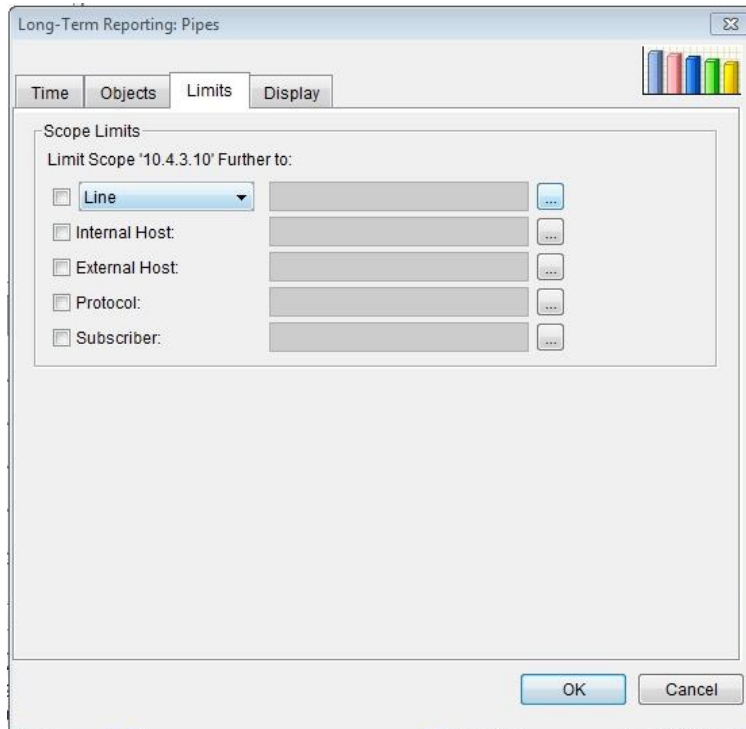 Long-Term Reporting: Pipes
Time Objects Limits Display
Scope Limits
Limit Scope '10.4.3.10' Further to:
Line ...
Internal Host: ...
External Host: ...
Protocol: ...
Subscriber: ...
OK Cancel